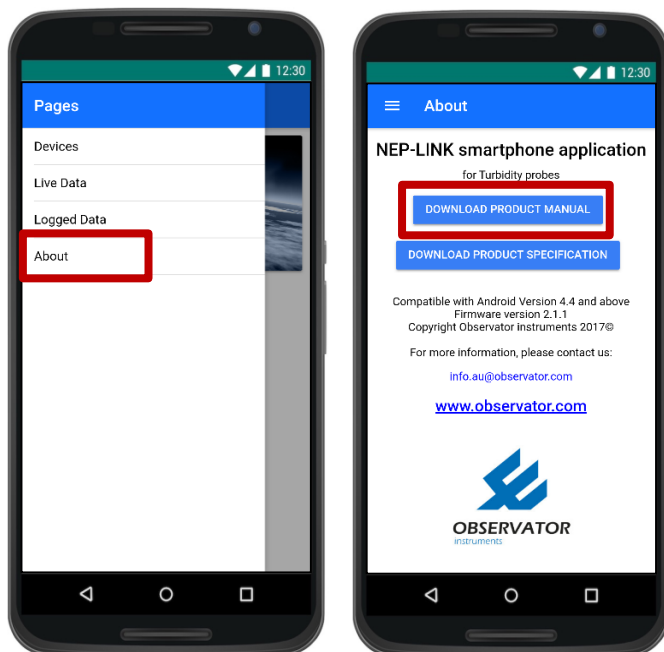 12:30
Pages
Devices
Live Data
Logged Data
About
12:30
About
NEP-LINK smartphone application
for Turbidity probes
DOWNLOAD PRODUCT MANUAL
DOWNLOAD PRODUCT SPECIFICATION
Compatible with Android Version 4.4 and above
Firmware version 2.1.1
Copyright Observator instruments 2017©
For more information, please contact us:
info.au@observator.com
www.observator.com
OBSERVATOR
instruments